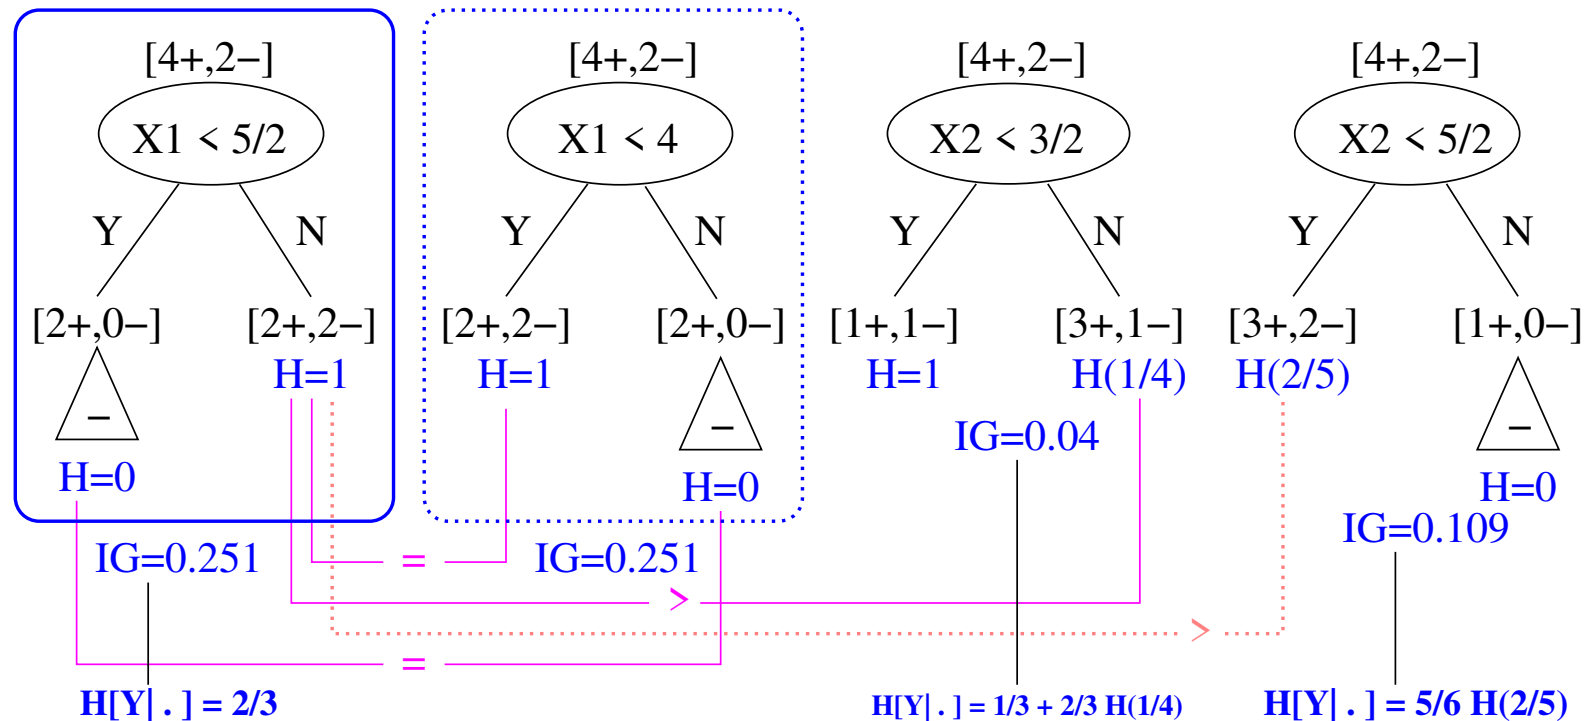 [4+,2−] [4+,2−] [4+,2−] [4+,2−]
X1 < 5/2 X1 < 4 X2 < 3/2 X2 < 5/2
Y N Y N Y N Y N
[2+,0−] [2+,2−] [2+,2−] [2+,0−] [1+,1−] [3+,1−] [3+,2−] [1+,0−]
H=1 H=1 H=1 H(1/4) H(2/5)
− − −
IG=0.04
H=0 H=0 H=0
IG=0.109
IG=0.251 = IG=0.251
>
>
=
H[Y| . ] = 2/3 H[Y| . ] = 1/3 + 2/3 H(1/4) H[Y| . ] = 5/6 H(2/5)